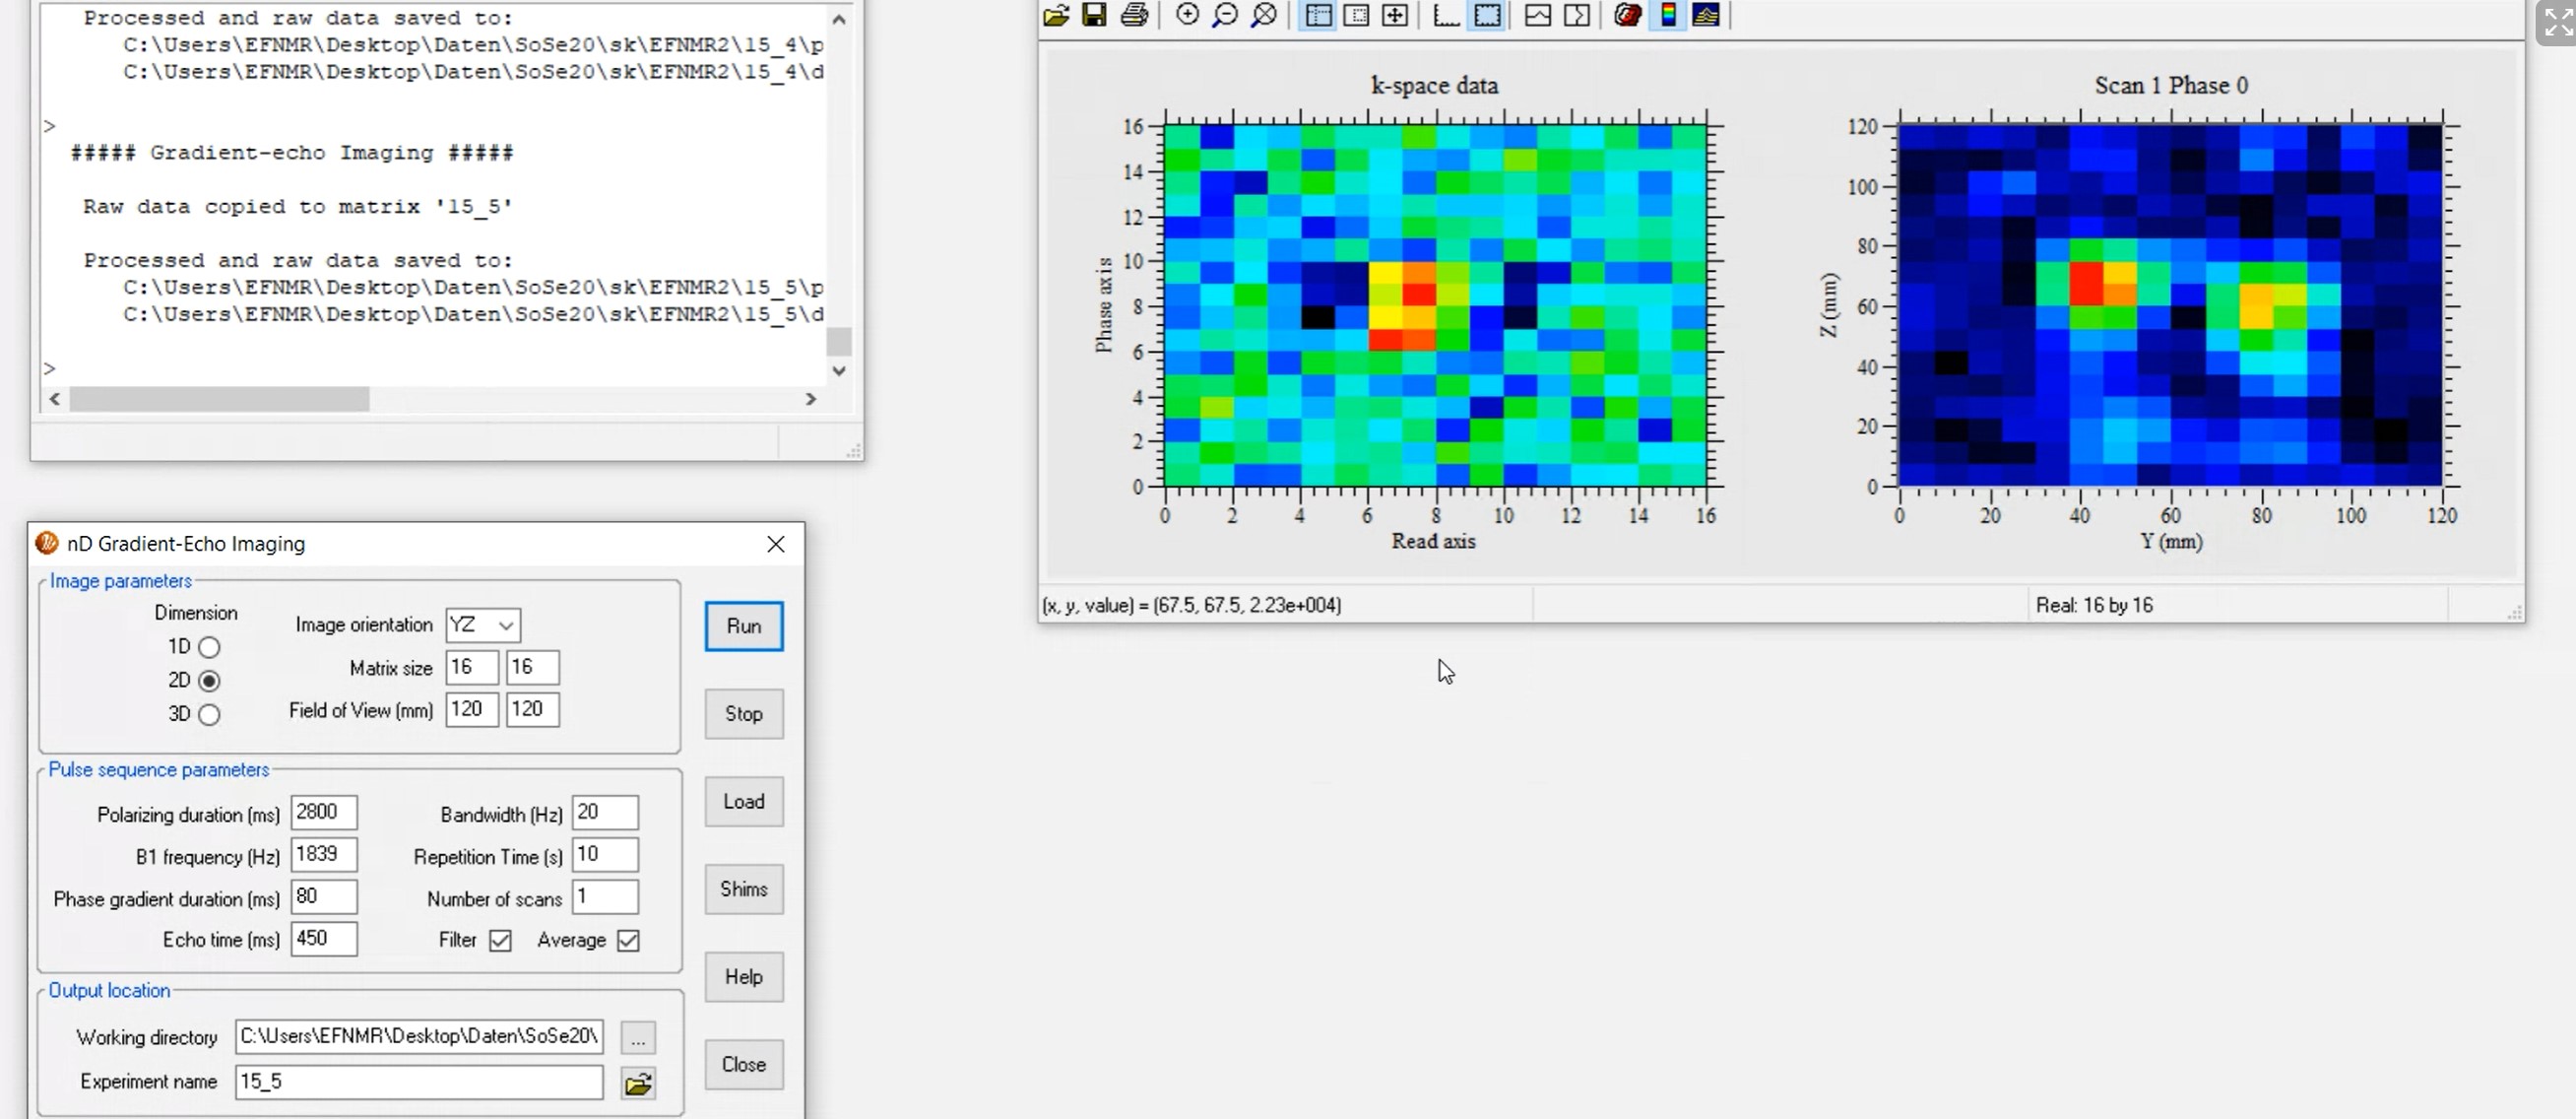 Processed and raw data saved to:
C:\Users\EFNMR\Desktop\Daten\SoSe20\sk\EFNMR2\15_4\p
C:\Users\EFNMR\Desktop\Daten\SoSe20\sk\EFNMR2\15_4\d
>
##### Gradient-echo Imaging #####
Raw data copied to matrix '15_5'
Processed and raw data saved to:
C:\Users\EFNMR\Desktop\Daten\SoSe20\sk\EFNMR2\15_5\p
C:\Users\EFNMR\Desktop\Daten\SoSe20\sk\EFNMR2\15_5\d
>
k-space data
16
14
12
10
8
6
4
2
0
Phase axis
0 2 4 6 8 10 12 14 16
Read axis
Scan 1 Phase 0
120
100
80
60
40
20
0
Z (mm)
0 20 40 60 80 100 120
Y (mm)
(x, y, value) = (67.5, 67.5, 2.23e+004)
Real: 16 by 16
nD Gradient-Echo Imaging
Image parameters
Dimension
1D
2D
3D
Image orientation YZ
Matrix size 16 16
Field of View (mm) 120 120
Pulse sequence parameters
Polarizing duration (ms) 2800
B1 frequency (Hz) 1839
Phase gradient duration (ms) 80
Echo time (ms) 450
Bandwidth (Hz) 20
Repetition Time (s) 10
Number of scans 1
Filter Average
Output location
Working directory C:\Users\EFNMR\Desktop\Daten\SoSe20\ ...
Experiment name 15_5
Run
Stop
Load
Shims
Help
Close